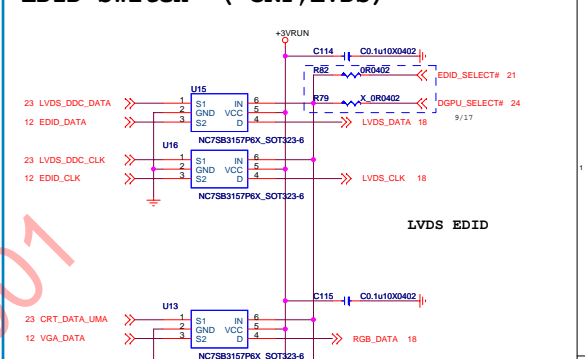 EDID Switch ( CRT,LVDS)
+3VRUN
C114 C0.1u10X0402
R82 0R0402
EDID_SELECT# 21
R79 X_0R0402
DGPU_SELECT# 24
9/17
U15
23 LVDS_DDC_DATA 1 S1 IN 6
2 GND VCC 5
12 EDID_DATA 3 S2 D 4 LVDS_DATA 18
NC7SB3157P6X_SOT323-6
U16
23 LVDS_DDC_CLK 1 S1 IN 6
2 GND VCC 5
12 EDID_CLK 3 S2 D 4 LVDS_CLK 18
NC7SB3157P6X_SOT323-6
LVDS EDID
1
C115 C0.1u10X0402
U13
23 CRT_DATA_UMA 1 S1 IN 6
2 GND VCC 5
12 VGA_DATA 3 S2 D 4 RGB_DATA 18
NC7SB3157P6X_SOT323-6